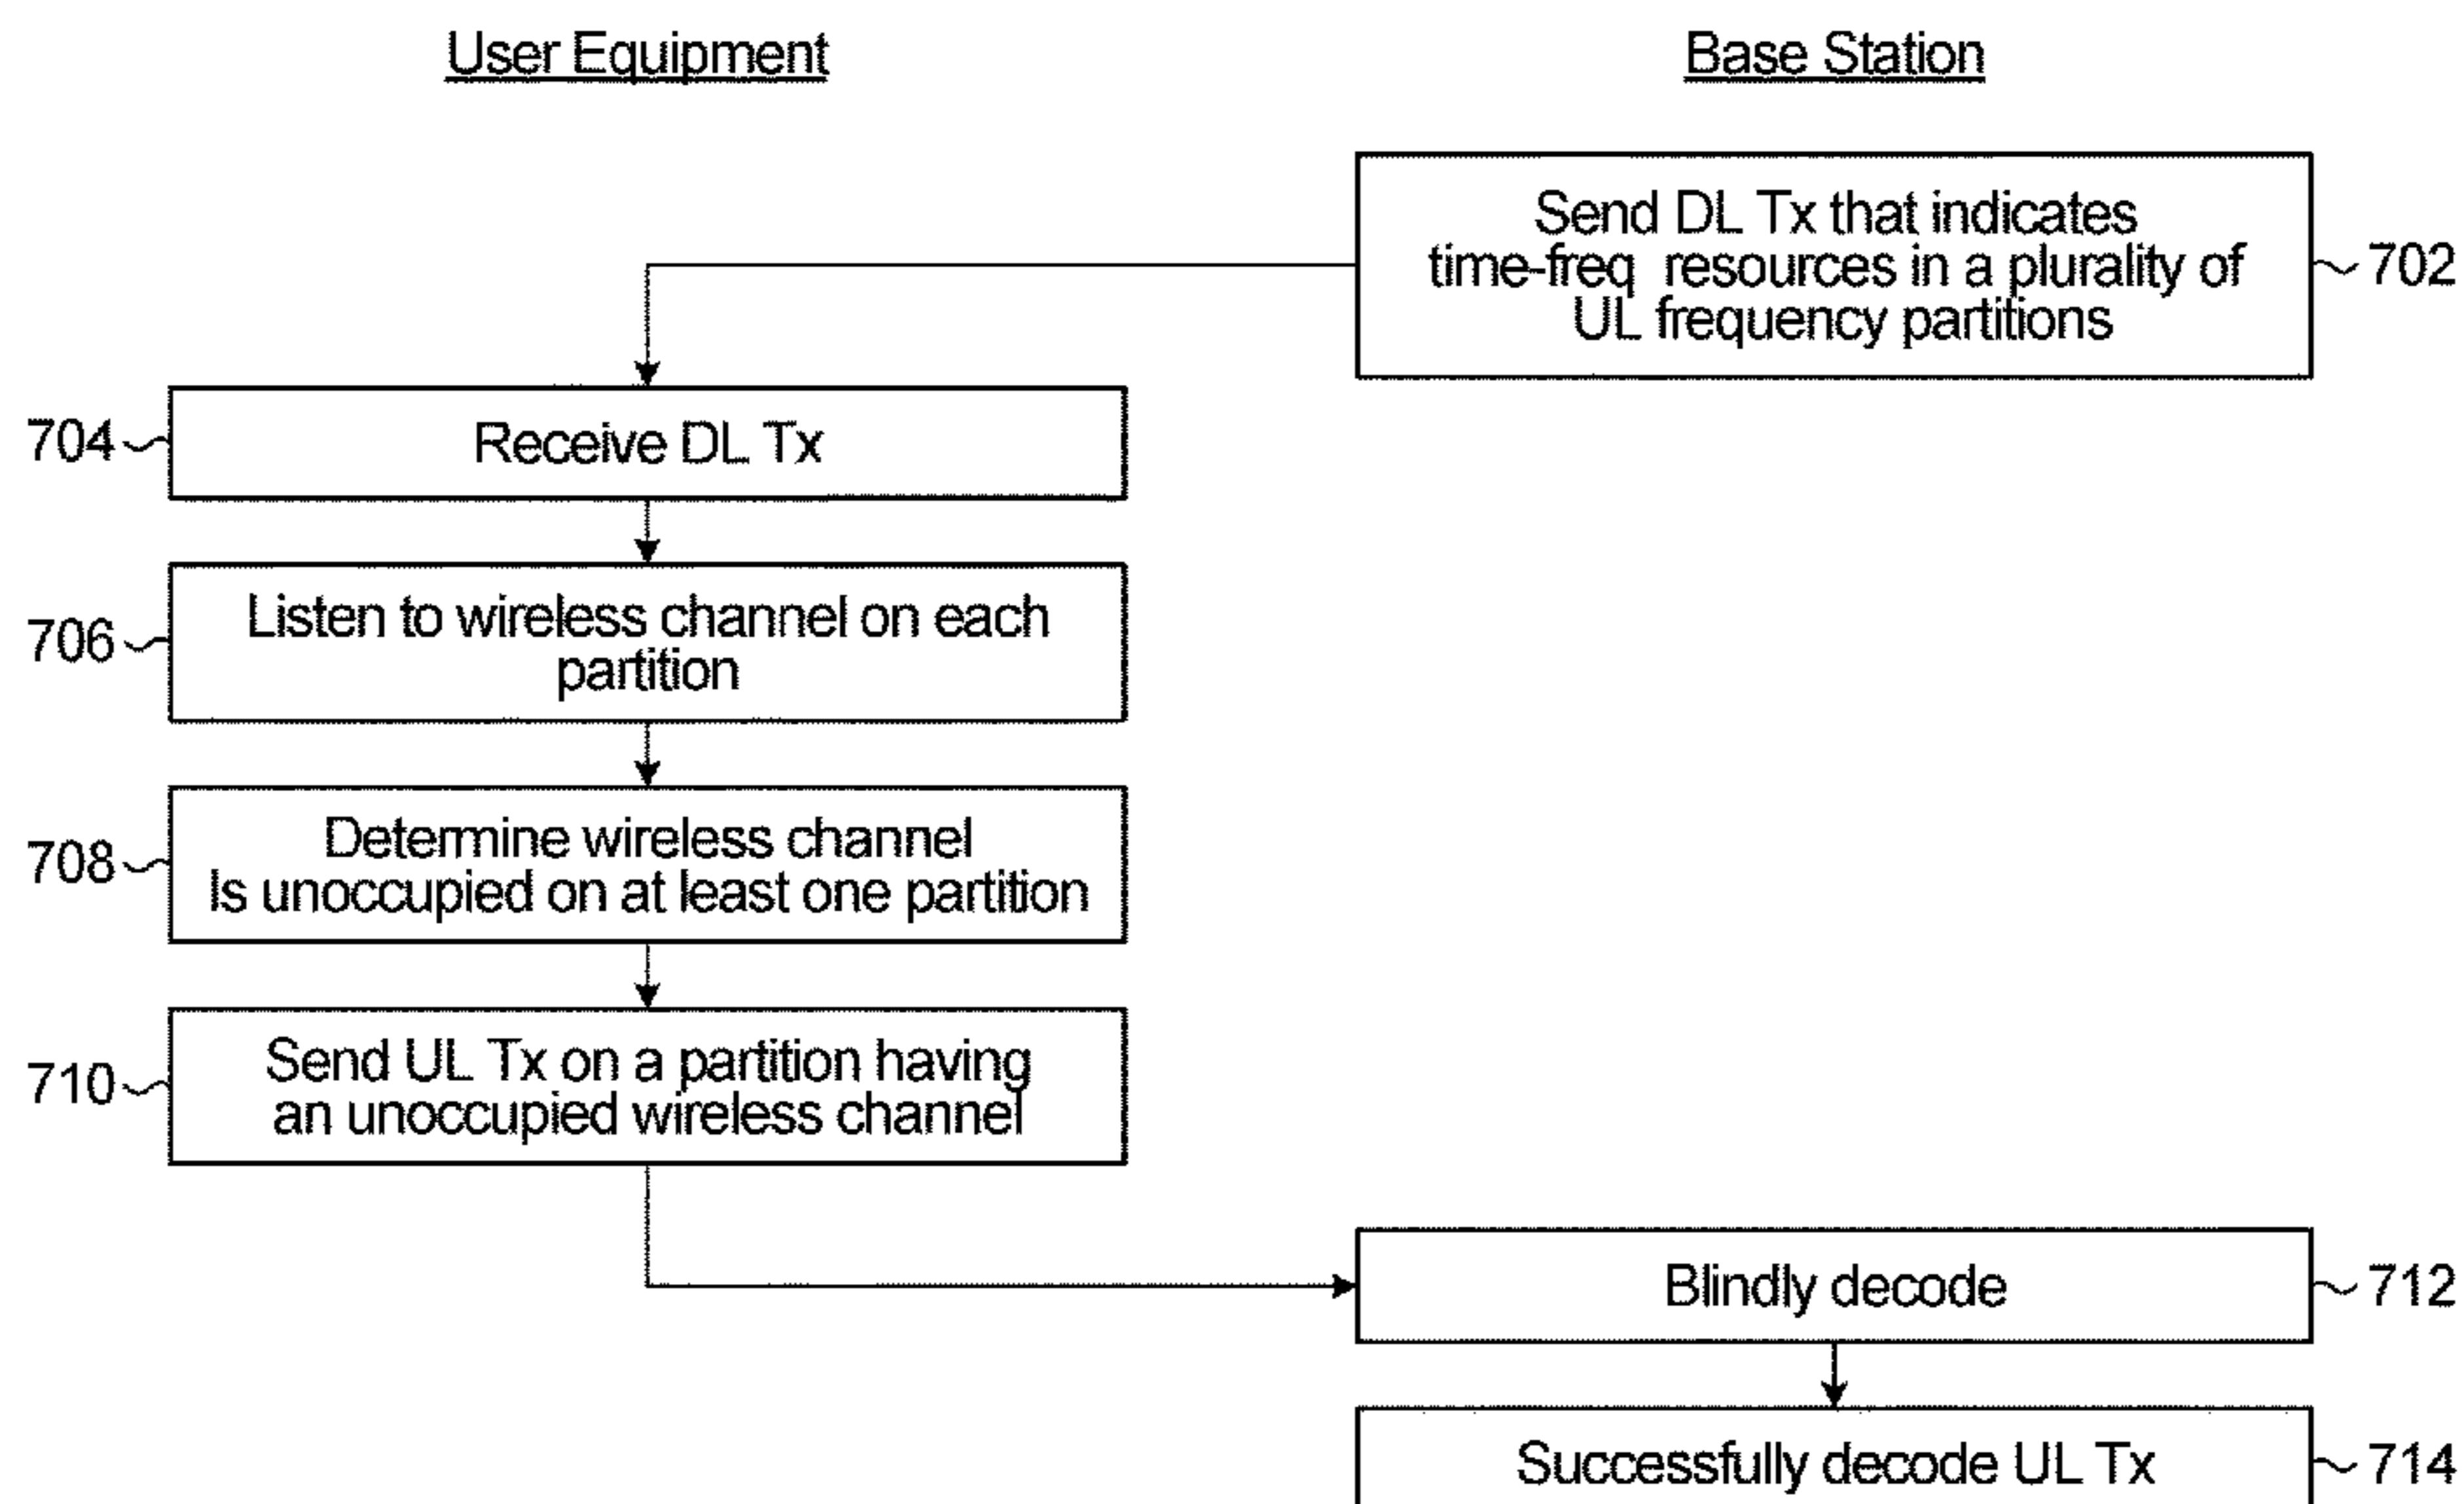 User Equipment
Base Station
Send DL Tx that indicates
time-freq resources in a plurality of
UL frequency partitions
702
704
Receive DL Tx
706
Listen to wireless channel on each
partition
708
Determine wireless channel
Is unoccupied on at least one partition
710
Send UL Tx on a partition having
an unoccupied wireless channel
Blindly decode
712
Successfully decode UL Tx
714